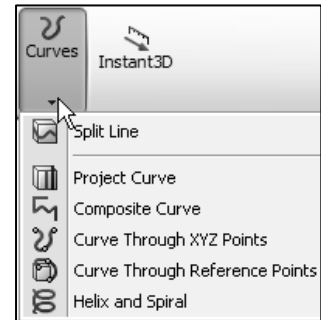 Curves
Instant3D
Split Line
Project Curve
Composite Curve
Curve Through XYZ Points
Curve Through Reference Points
Helix and Spiral